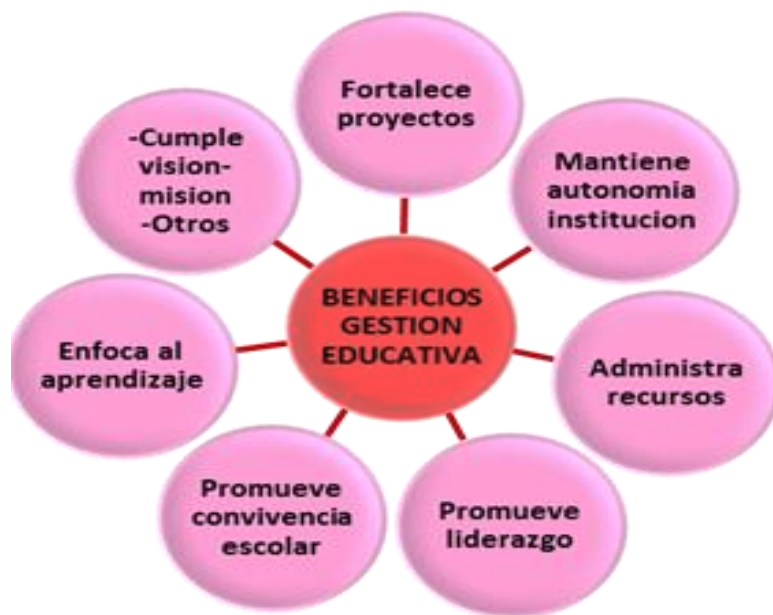 Fortalece
proyectos
Mantiene
autonomia
institucion
Administra
recursos
Promueve
liderazgo
Promueve
convivencia
escolar
Enfoca al
aprendizaje
-Cumple
vision-
mision
-Otros
BENEFICIOS
GESTION
EDUCATIVA